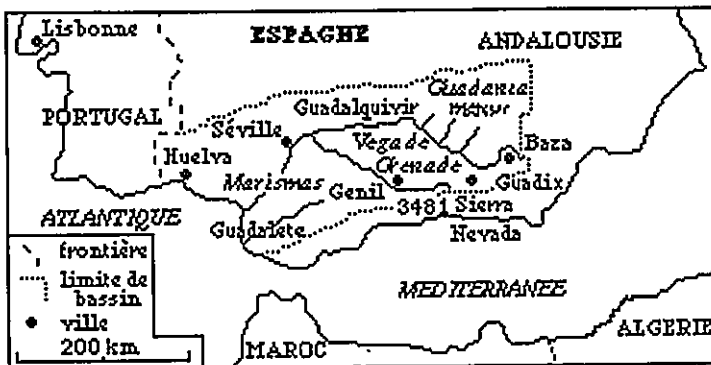 Lisbonne
ESPAGHE
ANDALOUSIE
PORTUGAL
Guadiana
menor
Guadalquivir
Séville
Vega de
Grenade
Baza
Huelva
Guadix
Marismas
Genil
3481
Sierra
Nevada
ATLANTIQUE
Guadalete
frontière
limite de
bassin
ville
200 km
MEDITERRANEE
MAROC
ALGERIE